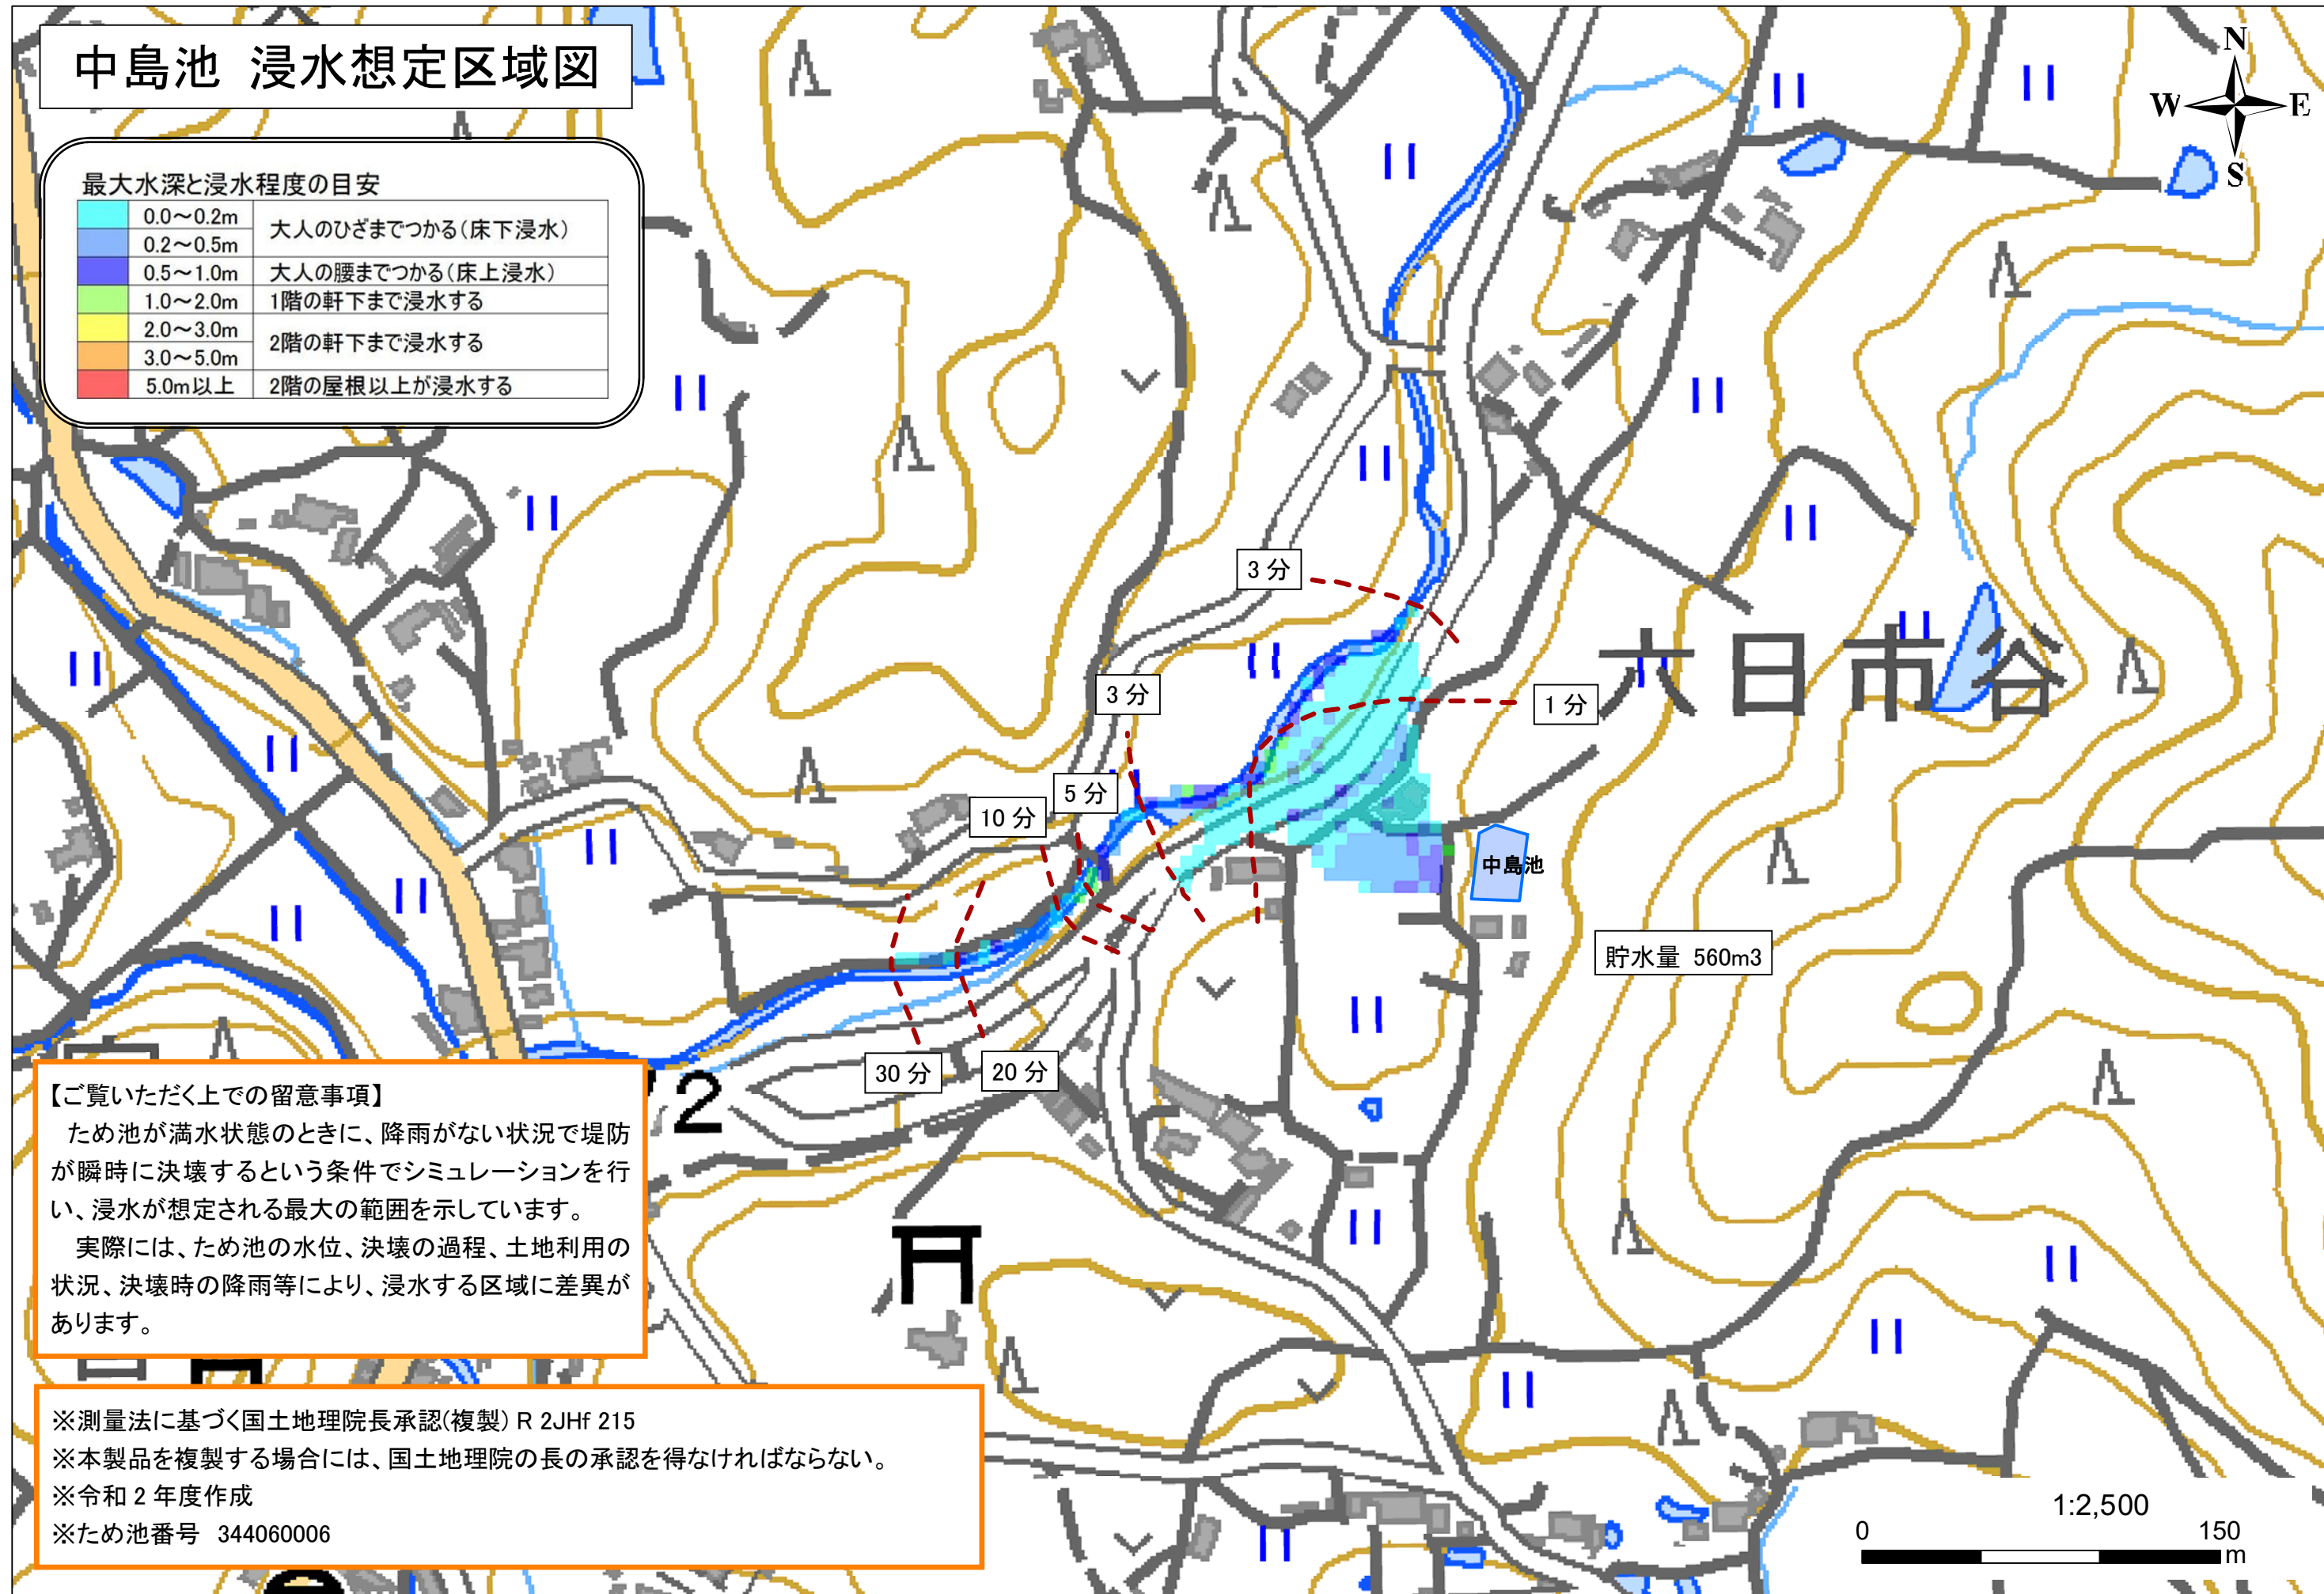 中島池 浸水想定区域図
N
W
E
S
最大水深と浸水程度の目安
0.0～0.2m
大人のひざまでつかる(床下浸水)
0.2～0.5m
0.5～1.0m 大人の腰までつかる(床上浸水)
1.0～2.0m 1階の軒下まで浸水する
2.0～3.0m
2階の軒下まで浸水する
3.0～5.0m
5.0m以上 2階の屋根以上が浸水する
3 分
3 分
1 分
六日市谷
5 分
10 分
中島池
貯水量 560m3
30 分
20 分
2
【ご覧いただく上での留意事項】
ため池が満水状態のときに、降雨がない状況で堤防
が瞬時に決壊するという条件でシミュレーションを行
い、浸水が想定される最大の範囲を示しています。
実際には、ため池の水位、決壊の過程、土地利用の
状況、決壊時の降雨等により、浸水する区域に差異が
あります。
※測量法に基づく国土地理院長承認(複製) R 2JHf 215
※本製品を複製する場合には、国土地理院の長の承認を得なければならない。
※令和 2 年度作成
※ため池番号 344060006
1:2,500
0 150
m